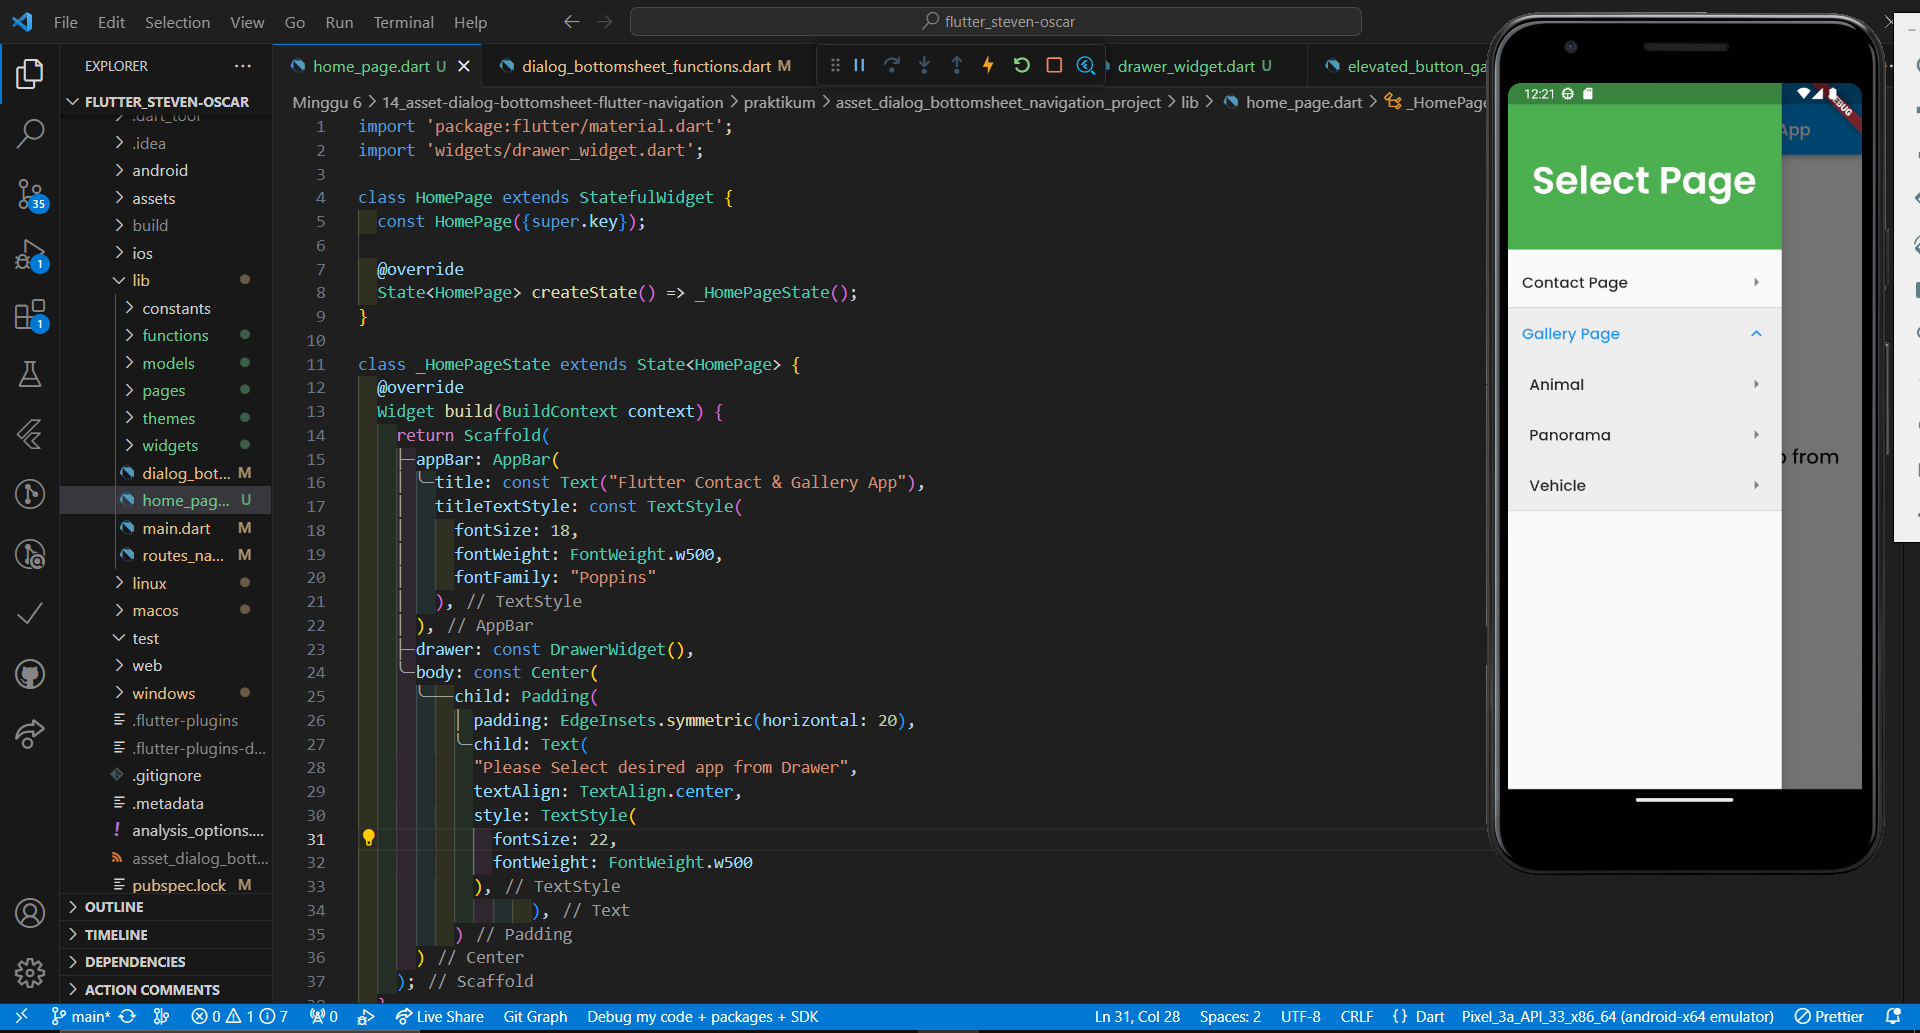 File Edit Selection View Go Run Terminal Help
flutter_steven-oscar
EXPLORER
FLUTTER_STEVEN-OSCAR
.dart_tool
.idea
android
assets
build
ios
lib
constants
functions
models
pages
themes
widgets
dialog_bot... M
home_pag... U
main.dart M
routes_na... M
linux
macos
test
web
windows
.flutter-plugins
.flutter-plugins-d...
.gitignore
.metadata
analysis_options....
asset_dialog_bott...
pubspec.lock M
OUTLINE
TIMELINE
DEPENDENCIES
ACTION COMMENTS
35
1
1
home_page.dart U
dialog_bottomsheet_functions.dart M
drawer_widget.dart U
elevated_button_ga
Minggu 6 > 14_asset-dialog-bottomsheet-flutter-navigation > praktikum > asset_dialog_bottomsheet_navigation_project > lib > home_page.dart > _HomePage
1 import 'package:flutter/material.dart';
2 import 'widgets/drawer_widget.dart';
3
4 class HomePage extends StatefulWidget {
5 const HomePage({super.key});
6
7 @override
8 State<HomePage> createState() => _HomePageState();
9 }
10
11 class _HomePageState extends State<HomePage> {
12 @override
13 Widget build(BuildContext context) {
14 return Scaffold(
15 appBar: AppBar(
16 title: const Text("Flutter Contact & Gallery App"),
17 titleTextStyle: const TextStyle(
18 fontSize: 18,
19 fontWeight: FontWeight.w500,
20 fontFamily: "Poppins"
21 ), // TextStyle
22 ), // AppBar
23 drawer: const DrawerWidget(),
24 body: const Center(
25 child: Padding(
26 padding: EdgeInsets.symmetric(horizontal: 20),
27 child: Text(
28 "Please Select desired app from Drawer",
29 textAlign: TextAlign.center,
30 style: TextStyle(
31 fontSize: 22,
32 fontWeight: FontWeight.w500
33 ), // TextStyle
34 ), // Text
35 ) // Padding
36 ) // Center
37 ); // Scaffold
38 }
12:21
Select Page
App
Contact Page
Gallery Page
Animal
Panorama
Vehicle
from
main* 0 1 7 0 Live Share Git Graph Debug my code + packages + SDK
Ln 31, Col 28 Spaces: 2 UTF-8 CRLF {} Dart Pixel_3a_API_33_x86_64 (android-x64 emulator) Prettier